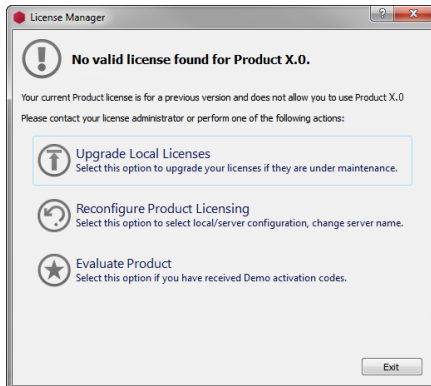 License Manager
No valid license found for Product X.0.
Your current Product license is for a previous version and does not allow you to use Product X.0
Please contact your license administrator or perform one of the following actions:
Upgrade Local Licenses
Select this option to upgrade your licenses if they are under maintenance.
Reconfigure Product Licensing
Select this option to select local/server configuration, change server name.
Evaluate Product
Select this option if you have received Demo activation codes.
Exit